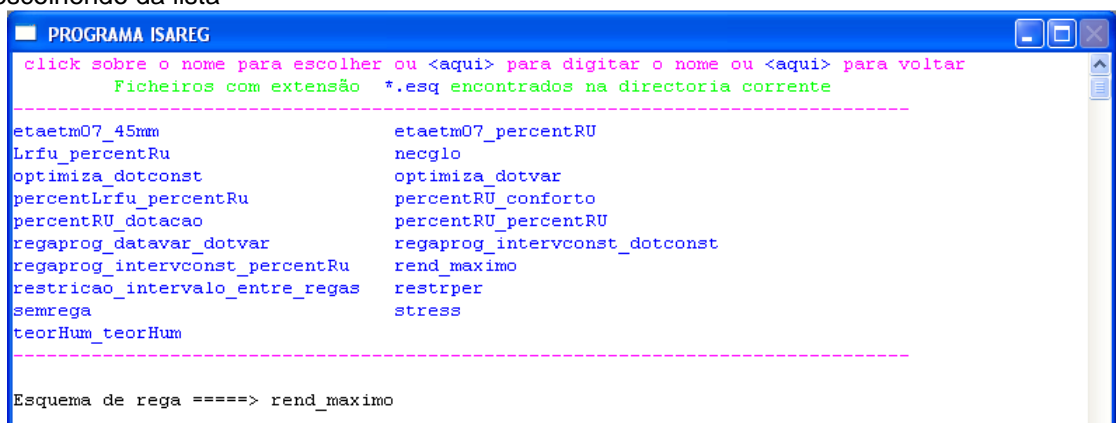 escolhendo da lista
PROGRAMA ISAREG
click sobre o nome para escolher ou <aqui> para digitar o nome ou <aqui> para voltar
Ficheiros com extensão *.esq encontrados na directoria corrente
--------------------------------------------------------------------------------
etaetm07_45mm etaetm07_percentRU
Lrfu_percentRu necglo
optimiza_dotconst optimiza_dotvar
percentLrfu_percentRu percentRU_conforto
percentRU_dotacao percentRU_percentRU
regaprog_datavar_dotvar regaprog_intervconst_dotconst
regaprog_intervconst_percentRu rend_maximo
restricao_intervalo_entre_regas restrper
semrega stress
teorHum_teorHum
--------------------------------------------------------------------------------
Esquema de rega =====> rend_maximo